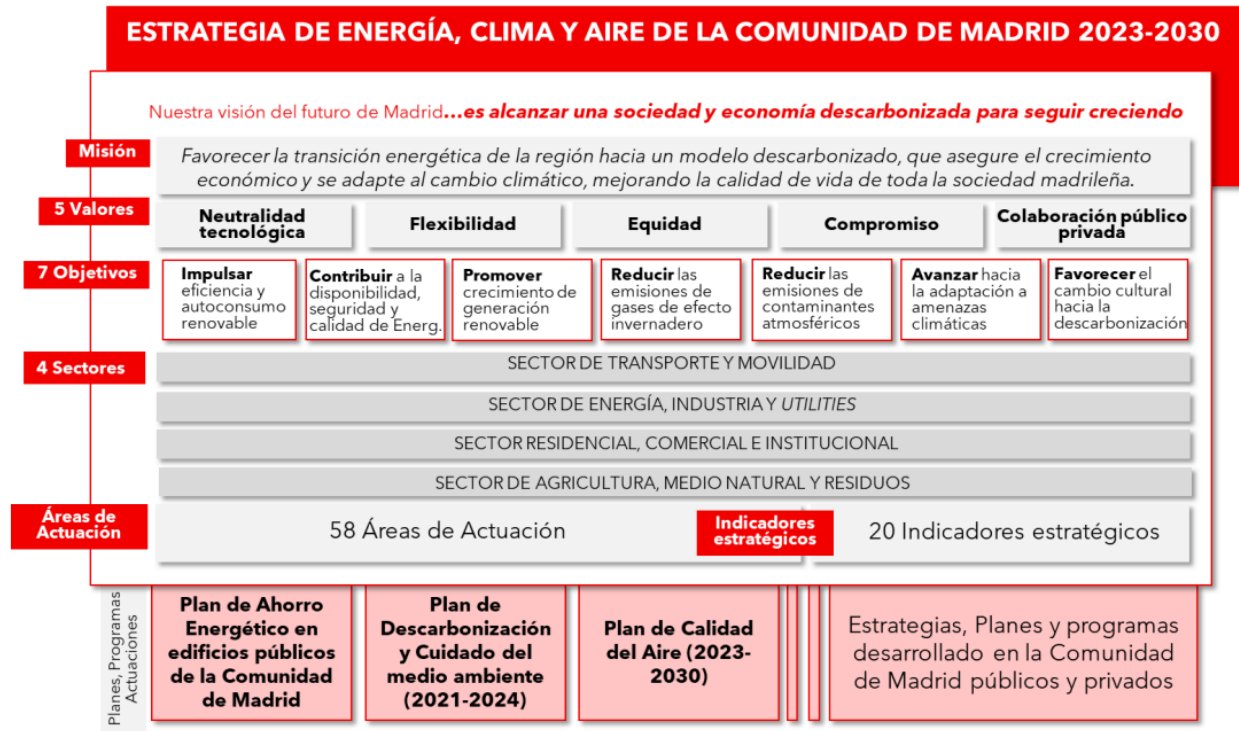 ESTRATEGIA DE ENERGÍA, CLIMA Y AIRE DE LA COMUNIDAD DE MADRID 2023-2030
Nuestra visión del futuro de Madrid...es alcanzar una sociedad y economía descarbonizada para seguir creciendo
Misión
Favorecer la transición energética de la región hacia un modelo descarbonizado, que asegure el crecimiento
económico y se adapte al cambio climático, mejorando la calidad de vida de toda la sociedad madrileña.
5 Valores
Neutralidad
tecnológica
Flexibilidad
Equidad
Compromiso
Colaboración público
privada
7 Objetivos
Impulsar
eficiencia y
autoconsumo
renovable
Contribuir a la
disponibilidad,
seguridad y
calidad de Energ.
Promover
crecimiento de
generación
renovable
Reducir las
emisiones de
gases de efecto
invernadero
Reducir las
emisiones de
contaminantes
atmosféricos
Avanzar hacia
la adaptación a
amenazas
climáticas
Favorecer el
cambio cultural
hacia la
descarbonización
4 Sectores
SECTOR DE TRANSPORTE Y MOVILIDAD
SECTOR DE ENERGÍA, INDUSTRIA Y UTILITIES
SECTOR RESIDENCIAL, COMERCIAL E INSTITUCIONAL
SECTOR DE AGRICULTURA, MEDIO NATURAL Y RESIDUOS
Áreas de
Actuación
58 Áreas de Actuación
Indicadores
estratégicos
20 Indicadores estratégicos
Planes, Programas
Actuaciones
Plan de Ahorro
Energético en
edificios públicos
de la Comunidad
de Madrid
Plan de
Descarbonización
y Cuidado del
medio ambiente
(2021-2024)
Plan de Calidad
del Aire (2023-
2030)
Estrategias, Planes y programas
desarrollado en la Comunidad
de Madrid públicos y privados